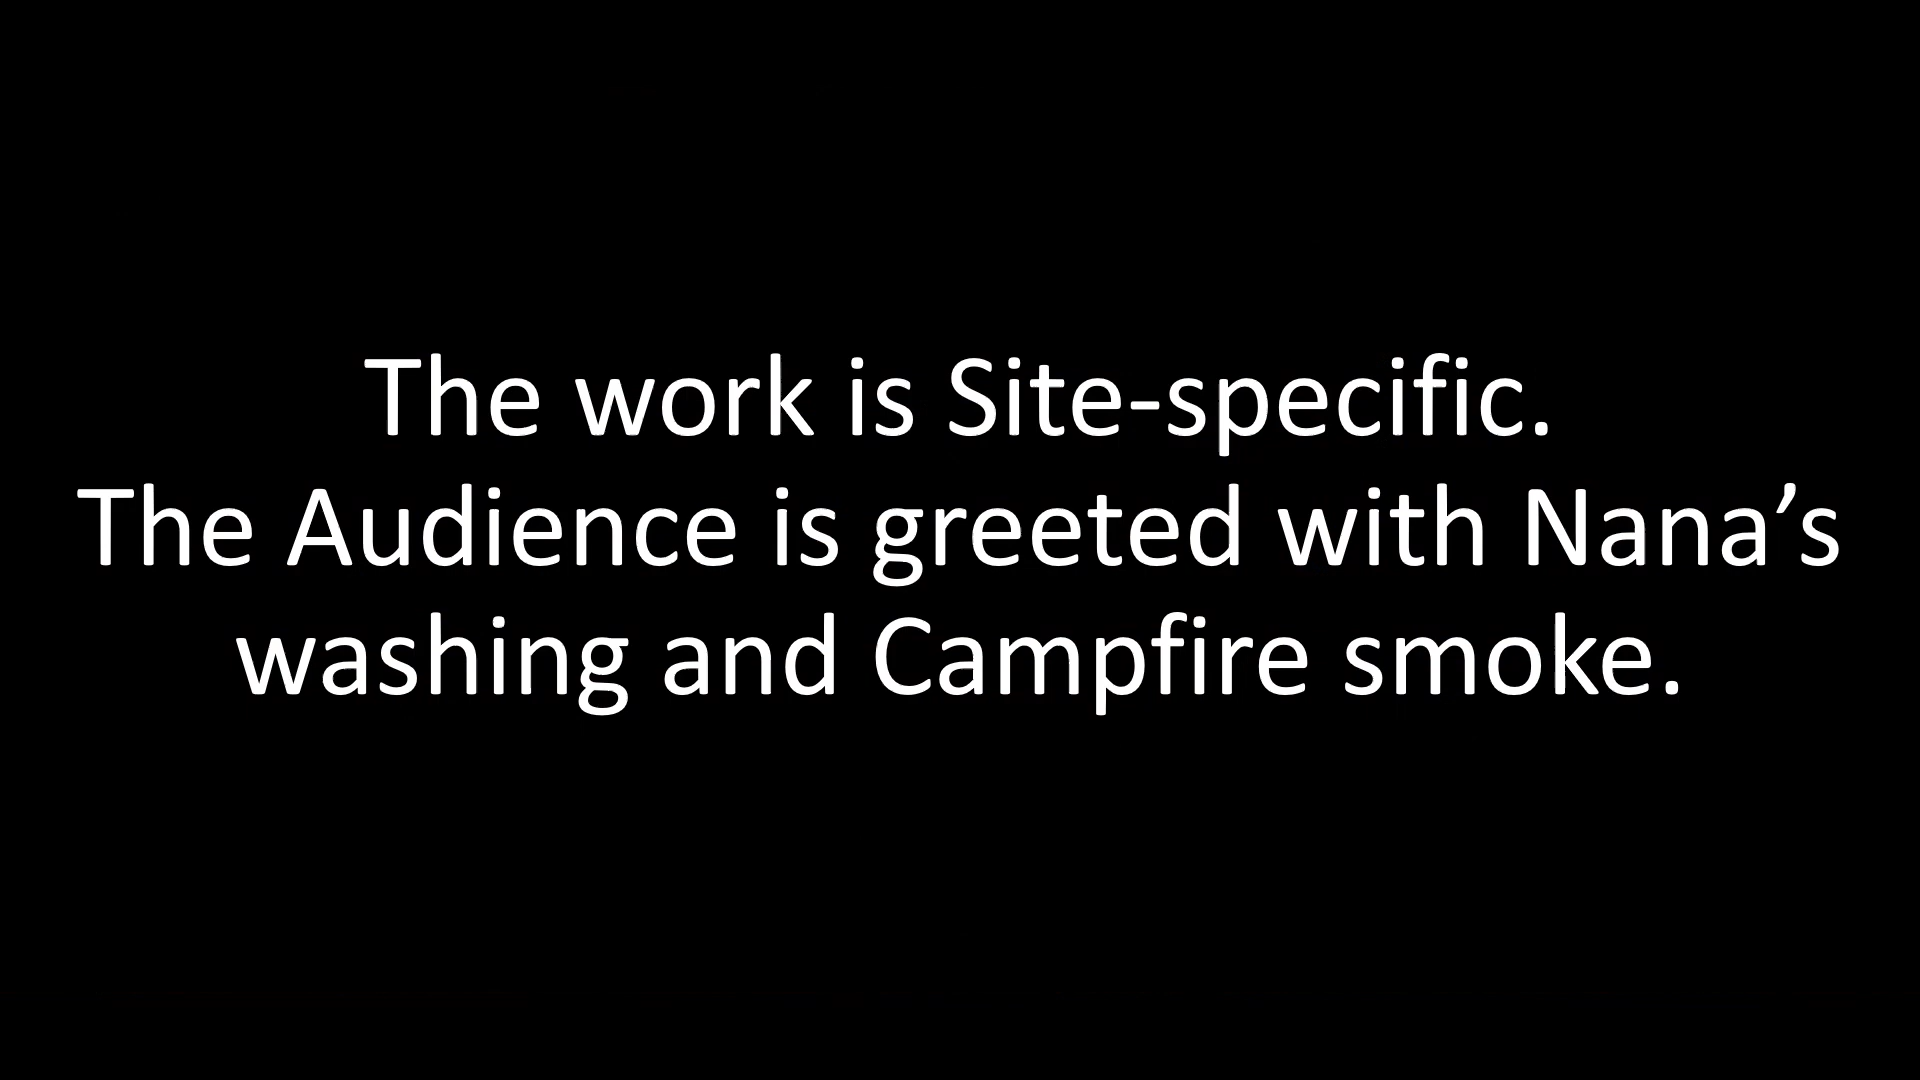 The work is Site-specific.
The Audience is greeted with Nana’s
washing and Campfire smoke.